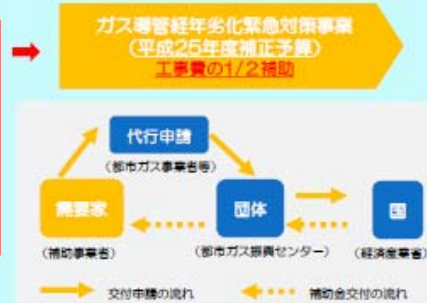 ガス導管経年劣化緊急対策事業
（平成25年度補正予算）
工事費の1/2補助
代行申請
（都市ガス事業者等）
需要家
団体
国
（補助事業者）
（都市ガス振興センター）
（経済産業省）
交付申請の流れ
補助金交付の流れ